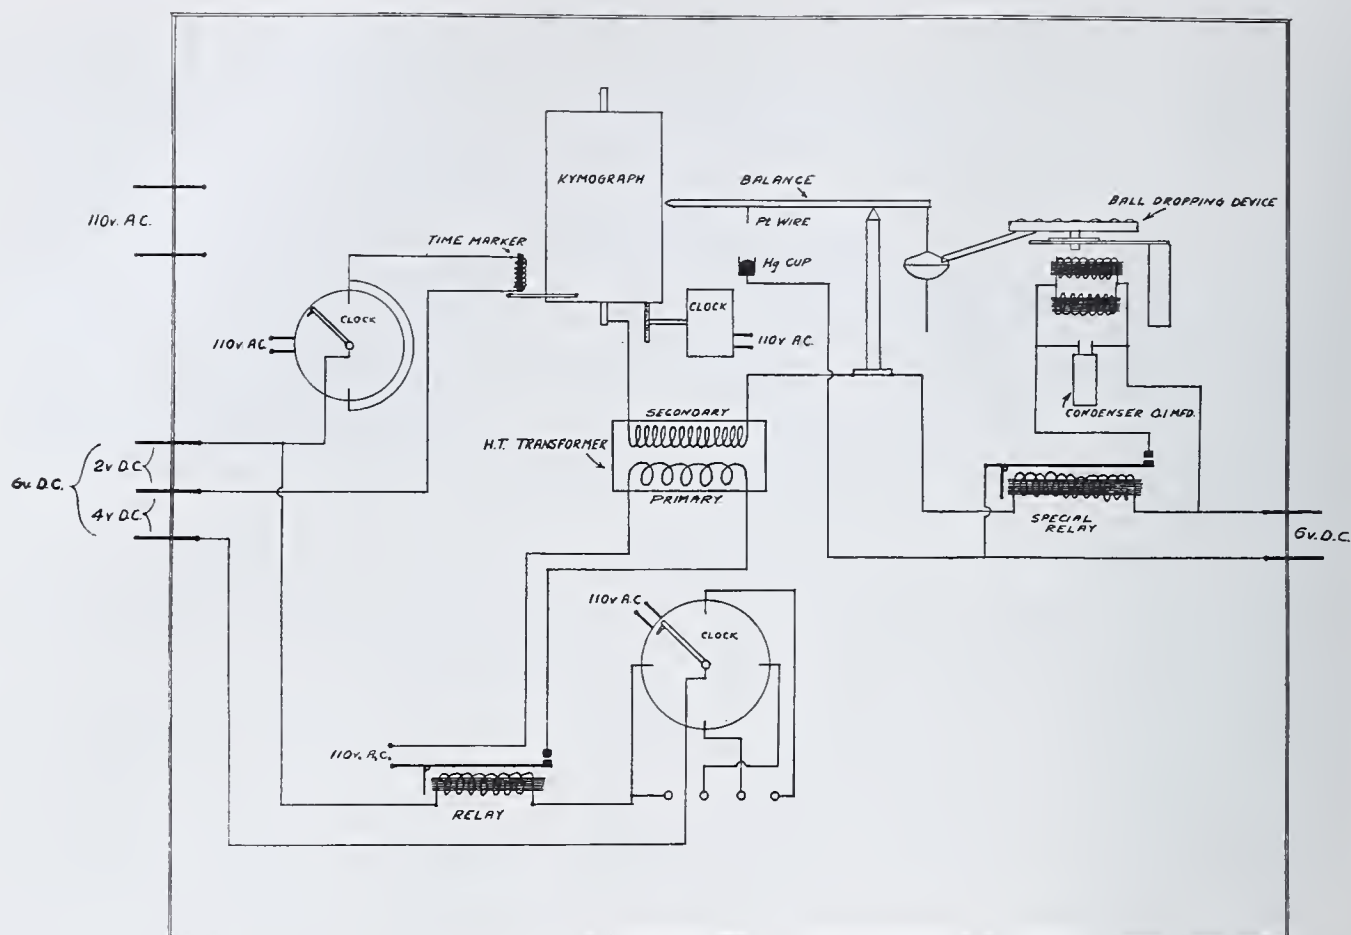 KYMOGRAPH
BALANCE
Pt WIRE
BALL DROPPING DEVICE
110v. A.C.
TIME MARKER
Hg CUP
CLOCK
CLOCK
110v A.C.
110v A.C.
CONDENSER 0.1 MFD.
SECONDARY
H.T. TRANSFORMER
PRIMARY
6v. D.C.
2v D.C.
4v D.C.
SPECIAL
RELAY
6v. D.C.
110v A.C.
CLOCK
110v. A.C.
RELAY